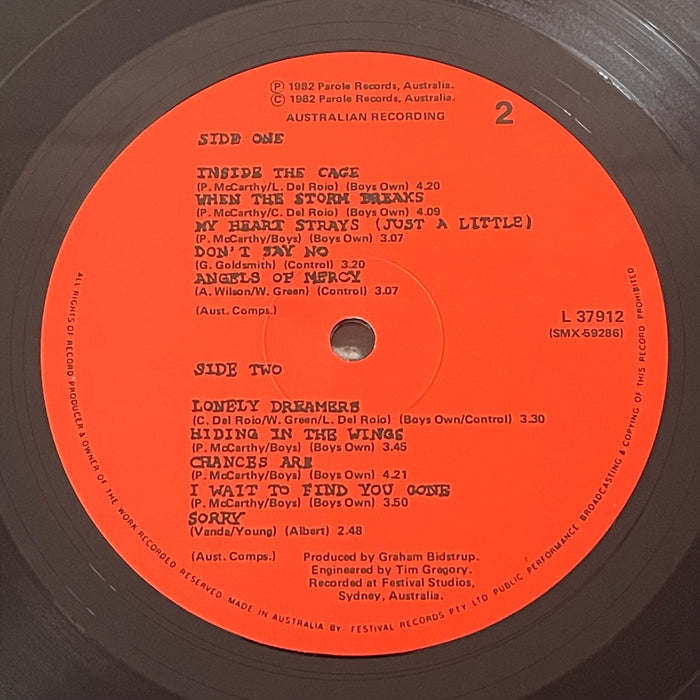 Ⓟ 1982 Parole Records, Australia.
Ⓒ 1982 Parole Records, Australia.
AUSTRALIAN RECORDING
2
SIDE ONE
INSIDE THE CAGE
(P. McCarthy/L. Del Roio) (Boys Own) 4.20
WHEN THE STORM BREAKS
(P. McCarthy/C. Del Roio) (Boys Own) 4.09
MY HEART STRAYS (JUST A LITTLE)
(P. McCarthy/Boys) (Boys Own) 3.07
DON'T SAY NO
(G. Goldsmith) (Control) 3.20
ANGELS OF MERCY
(A. Wilson/W. Green) (Control) 3.07
(Aust. Comps.)
L 37912
(SMX-59286)
SIDE TWO
LONELY DREAMERS
(C. Del Roio/W. Green/L. Del Roio) (Boys Own/Control) 3.30
HIDING IN THE WINGS
(P. McCarthy/Boys) (Boys Own) 3.45
CHANCES ARE
(P. McCarthy/Boys) (Boys Own) 4.21
I WAIT TO FIND YOU GONE
(P. McCarthy/Boys) (Boys Own) 3.50
SORRY
(Vanda/Young) (Albert) 2.48
(Aust. Comps.)
Produced by Graham Bidstrup.
Engineered by Tim Gregory.
Recorded at Festival Studios,
Sydney, Australia.
ALL RIGHTS OF RECORD PRODUCER & OWNER OF THE WORK RECORDED RESERVED MADE IN AUSTRALIA BY FESTIVAL RECORDS PTY LTD PUBLIC PERFORMANCE BROADCASTING & COPYING OF THIS RECORD PROHIBITED